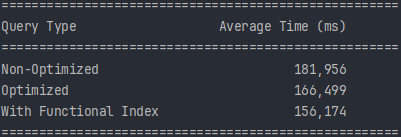 =====================================================
Query Type                   Average Time (ms)
=====================================================
Non-Optimized                          181,956
Optimized                              166,499
With Functional Index                  156,174
=====================================================